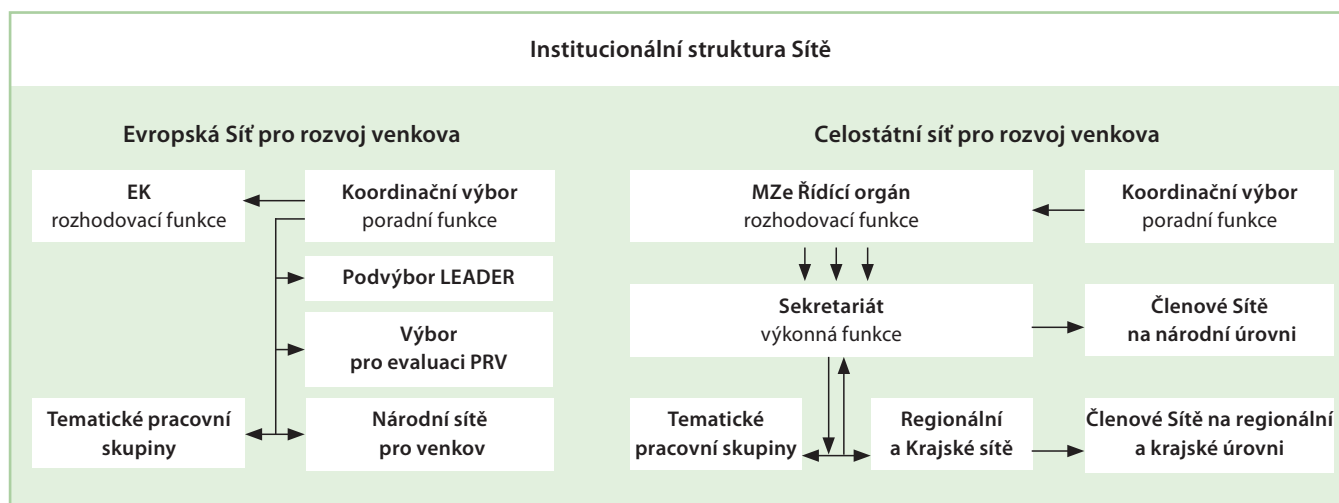 Institucionální struktura Sítě
Evropská Síť pro rozvoj venkova
EK
rozhodovací funkce
Koordinační výbor
poradní funkce
Podvýbor LEADER
Výbor
pro evaluaci PRV
Tematické pracovní
skupiny
Národní sítě
pro venkov
Celostátní síť pro rozvoj venkova
MZe Řídící orgán
rozhodovací funkce
Koordinační výbor
poradní funkce
Sekretariát
výkonná funkce
Členové Sítě
na národní úrovni
Tematické
pracovní skupiny
Regionální
a Krajské sítě
Členové Sítě na regionální
a krajské úrovni